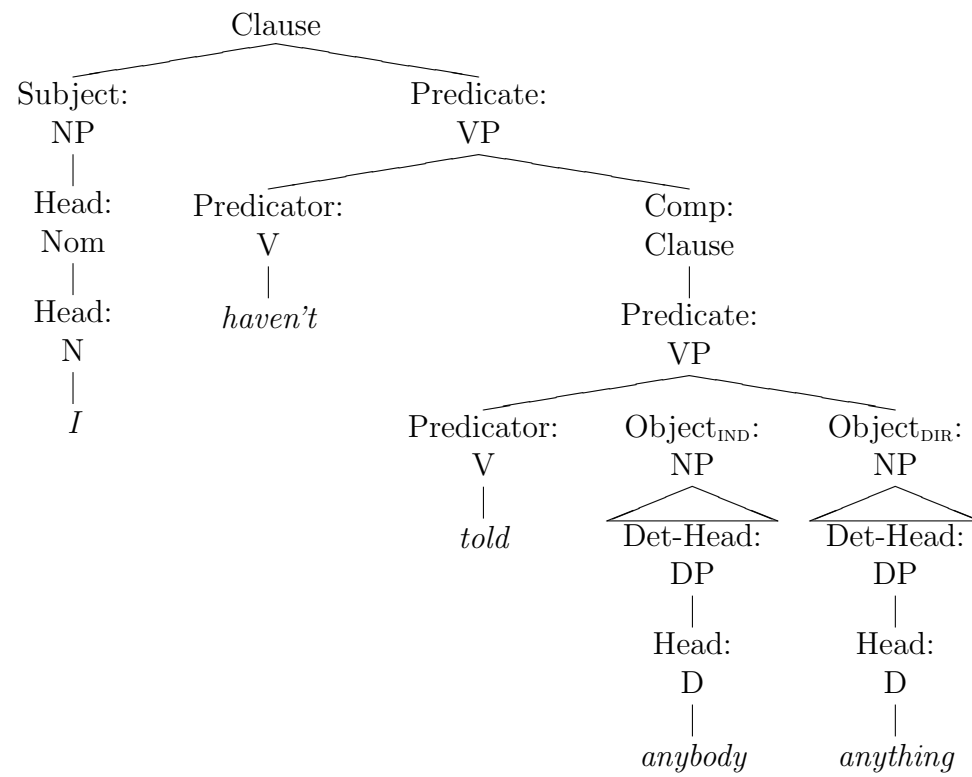 Clause
Subject: Predicate:
NP VP
Head: Predicator: Comp:
Nom V Clause
Head: haven't Predicate:
N VP
I Predicator: Object_IND: Object_DIR:
V NP NP
told Det-Head: Det-Head:
DP DP
Head: Head:
D D
anybody anything